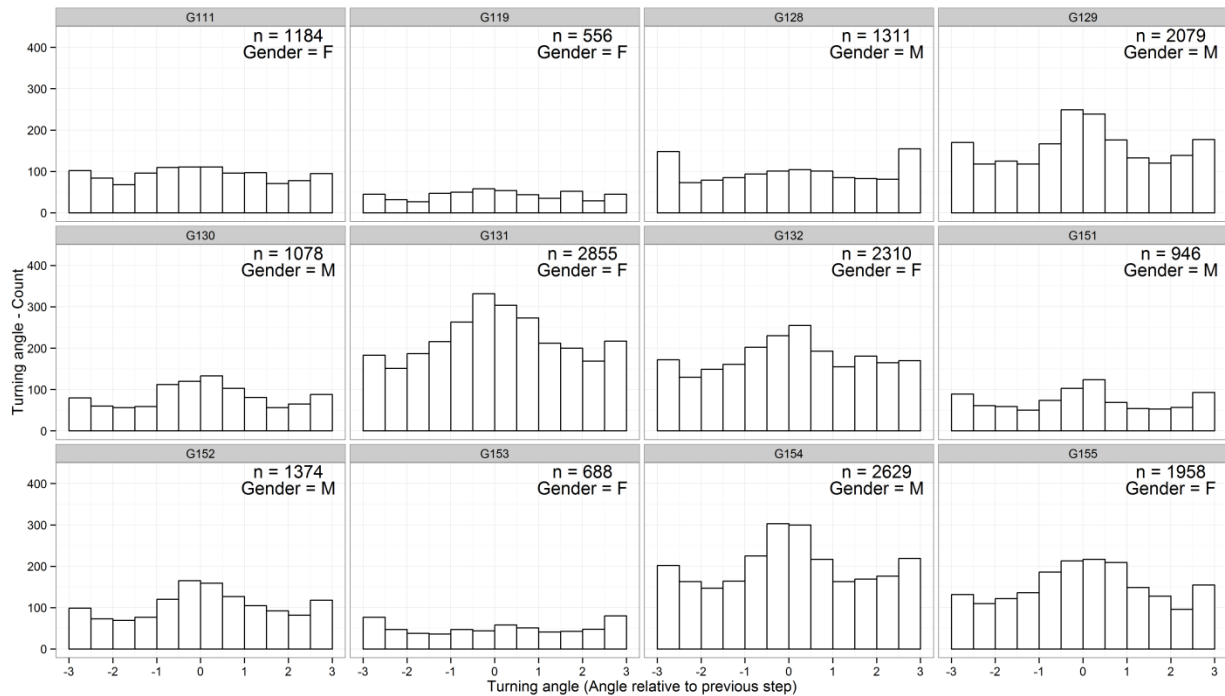 G111 G119 G128 G129
n = 1184 n = 556 n = 1311 n = 2079
Gender = F Gender = F Gender = M Gender = M
400
300
200
100
0
G130 G131 G132 G151
n = 1078 n = 2855 n = 2310 n = 946
Gender = M Gender = F Gender = F Gender = M
400
300
200
100
0
Turning angle - Count
G152 G153 G154 G155
n = 1374 n = 688 n = 2629 n = 1958
Gender = M Gender = F Gender = M Gender = F
400
300
200
100
0
-3 -2 -1 0 1 2 3 -3 -2 -1 0 1 2 3 -3 -2 -1 0 1 2 3 -3 -2 -1 0 1 2 3
Turning angle (Angle relative to previous step)